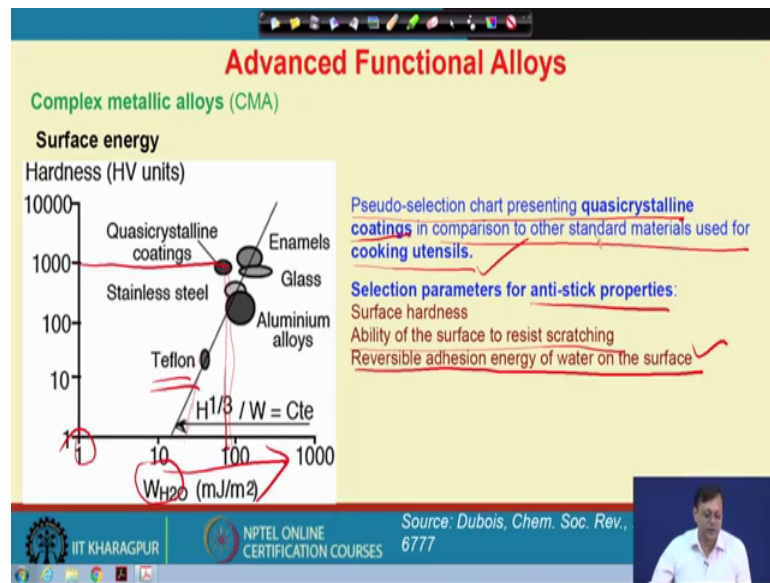 Advanced Functional Alloys
Complex metallic alloys (CMA)
Surface energy
Hardness (HV units)
10000
1000
100
10
1
Quasicrystalline
coatings
Enamels
Glass
Stainless steel
Aluminium
alloys
Teflon
H1/3 / W = Cte
1 10 100 1000
WH2O (mJ/m2)
Pseudo-selection chart presenting quasicrystalline
coatings in comparison to other standard materials used for
cooking utensils.
Selection parameters for anti-stick properties:
Surface hardness
Ability of the surface to resist scratching
Reversible adhesion energy of water on the surface
IIT KHARAGPUR
NPTEL ONLINE
CERTIFICATION COURSES
Source: Dubois, Chem. Soc. Rev.,
6777